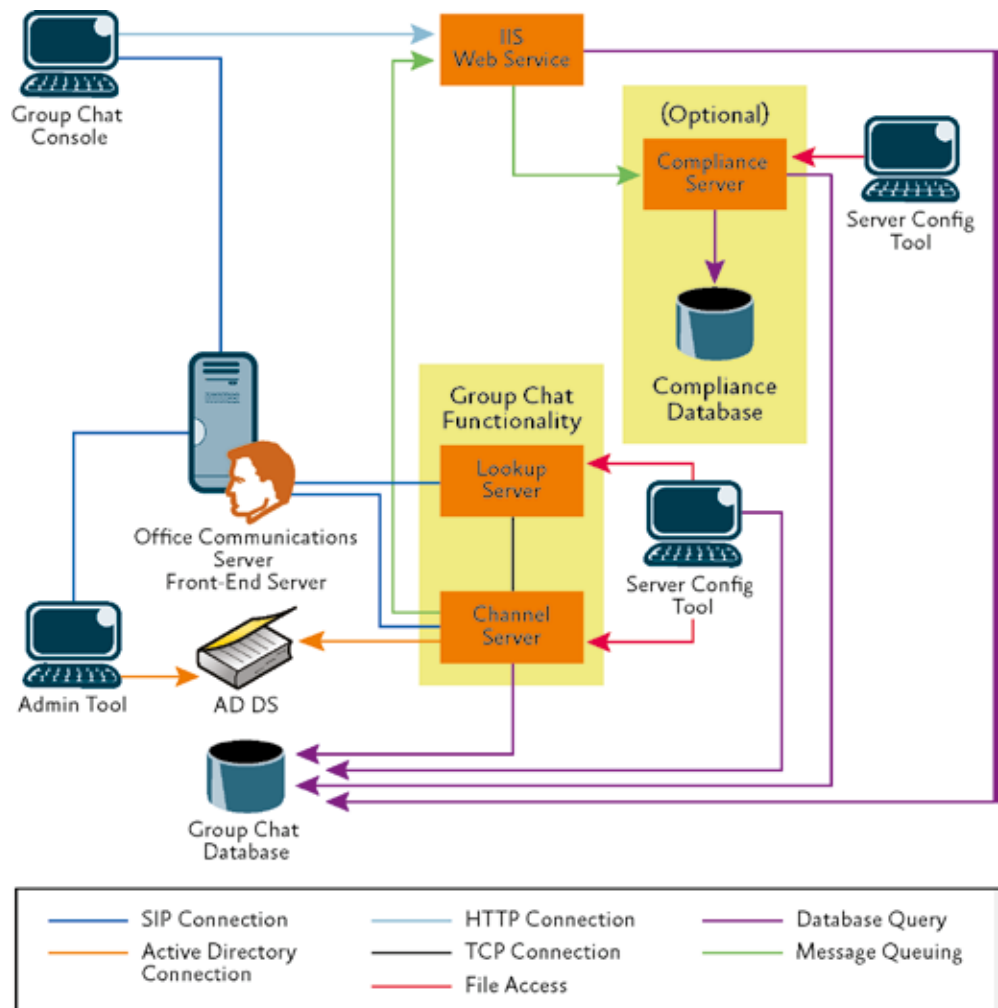 IIS
Web Service
Group Chat
Console
(Optional)
Compliance
Server
Server Config
Tool
Compliance
Database
Group Chat
Functionality
Lookup
Server
Office Communications
Server
Front-End Server
Server Config
Tool
Channel
Server
Admin Tool
AD DS
Group Chat
Database
SIP Connection
HTTP Connection
Database Query
Active Directory
Connection
TCP Connection
Message Queuing
File Access